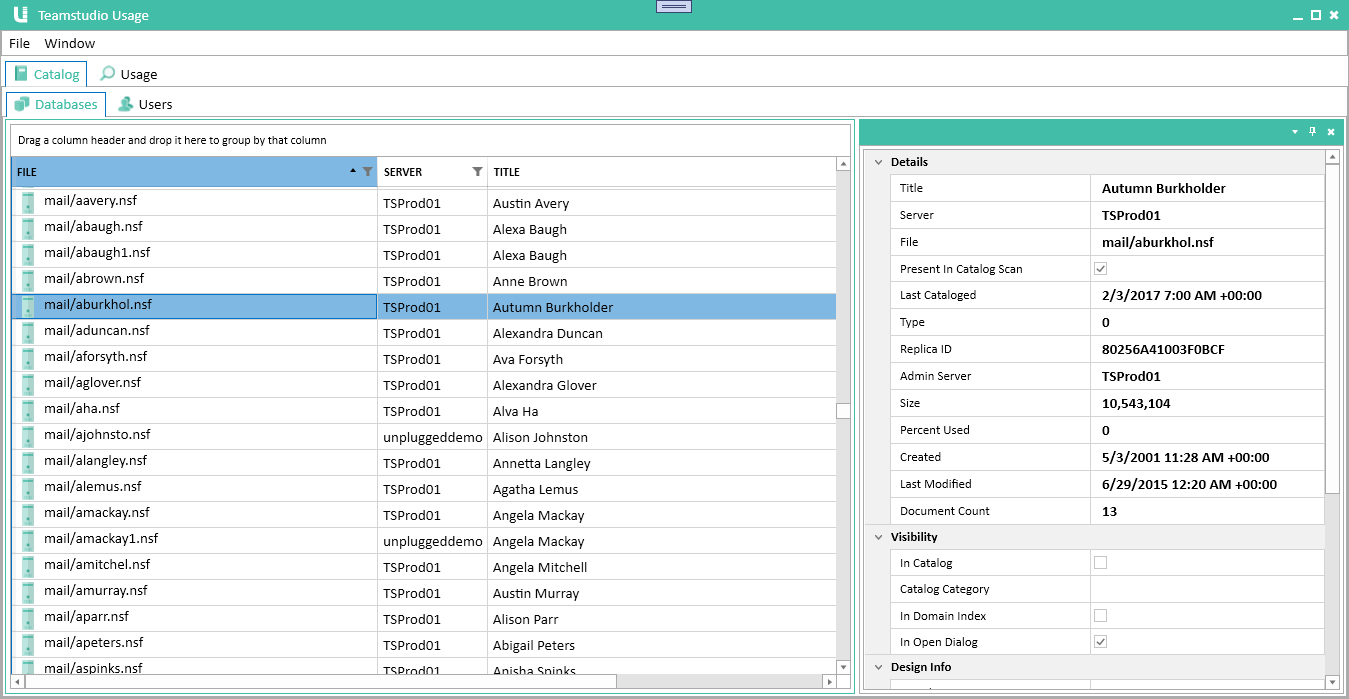 Teamstudio Usage
File Window
Catalog Usage
Databases Users
Drag a column header and drop it here to group by that column
FILE SERVER TITLE
mail/aavery.nsf TSProd01 Austin Avery
mail/abaugh.nsf TSProd01 Alexa Baugh
mail/abaugh1.nsf TSProd01 Alexa Baugh
mail/abrown.nsf TSProd01 Anne Brown
mail/aburkhol.nsf TSProd01 Autumn Burkholder
mail/aduncan.nsf TSProd01 Alexandra Duncan
mail/aforsyth.nsf TSProd01 Ava Forsyth
mail/aglover.nsf TSProd01 Alexandra Glover
mail/aha.nsf TSProd01 Alva Ha
mail/ajohnsto.nsf unpluggeddemo Alison Johnston
mail/alangley.nsf TSProd01 Annetta Langley
mail/alemus.nsf TSProd01 Agatha Lemus
mail/amackay.nsf TSProd01 Angela Mackay
mail/amackay1.nsf unpluggeddemo Angela Mackay
mail/amitchel.nsf TSProd01 Angela Mitchell
mail/amurray.nsf TSProd01 Austin Murray
mail/aparr.nsf TSProd01 Alison Parr
mail/apeters.nsf TSProd01 Abigail Peters
mail/aspinks.nsf TSProd01 Anisha Spinks
Details
Title Autumn Burkholder
Server TSProd01
File mail/aburkhol.nsf
Present In Catalog Scan
Last Cataloged 2/3/2017 7:00 AM +00:00
Type 0
Replica ID 80256A41003F0BCF
Admin Server TSProd01
Size 10,543,104
Percent Used 0
Created 5/3/2001 11:28 AM +00:00
Last Modified 6/29/2015 12:20 AM +00:00
Document Count 13
Visibility
In Catalog
Catalog Category
In Domain Index
In Open Dialog
Design Info